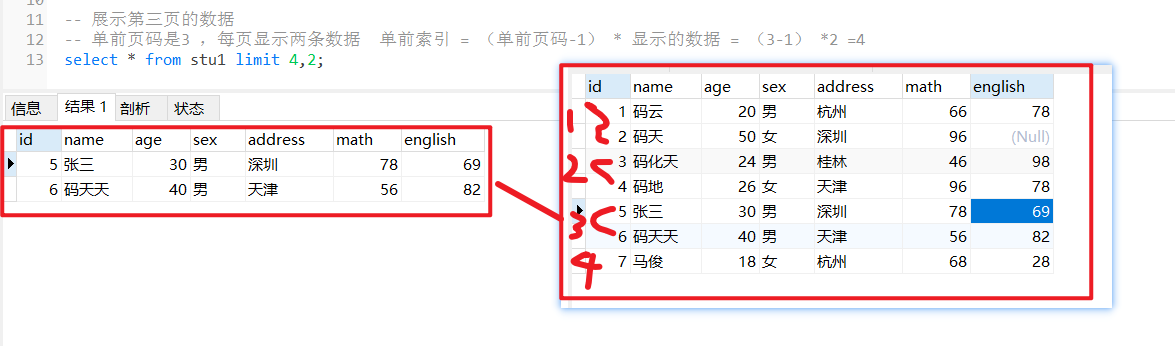 11 -- 展示第三页的数据
12 -- 单前页码是3 ，每页显示两条数据 单前索引 = （单前页码-1） * 显示的数据 = （3-1） *2 =4
13 select * from stu1 limit 4,2;
信息 结果 1 剖析 状态
id name age sex address math english
5 张三 30 男 深圳 78 69
6 码天天 40 男 天津 56 82
id name age sex address math english
1 码云 20 男 杭州 66 78
2 码天 50 女 深圳 96 (Null)
3 码化天 24 男 桂林 46 98
4 码地 26 女 天津 96 78
5 张三 30 男 深圳 78 69
6 码天天 40 男 天津 56 82
7 马俊 18 女 杭州 68 28
1
2
3
4